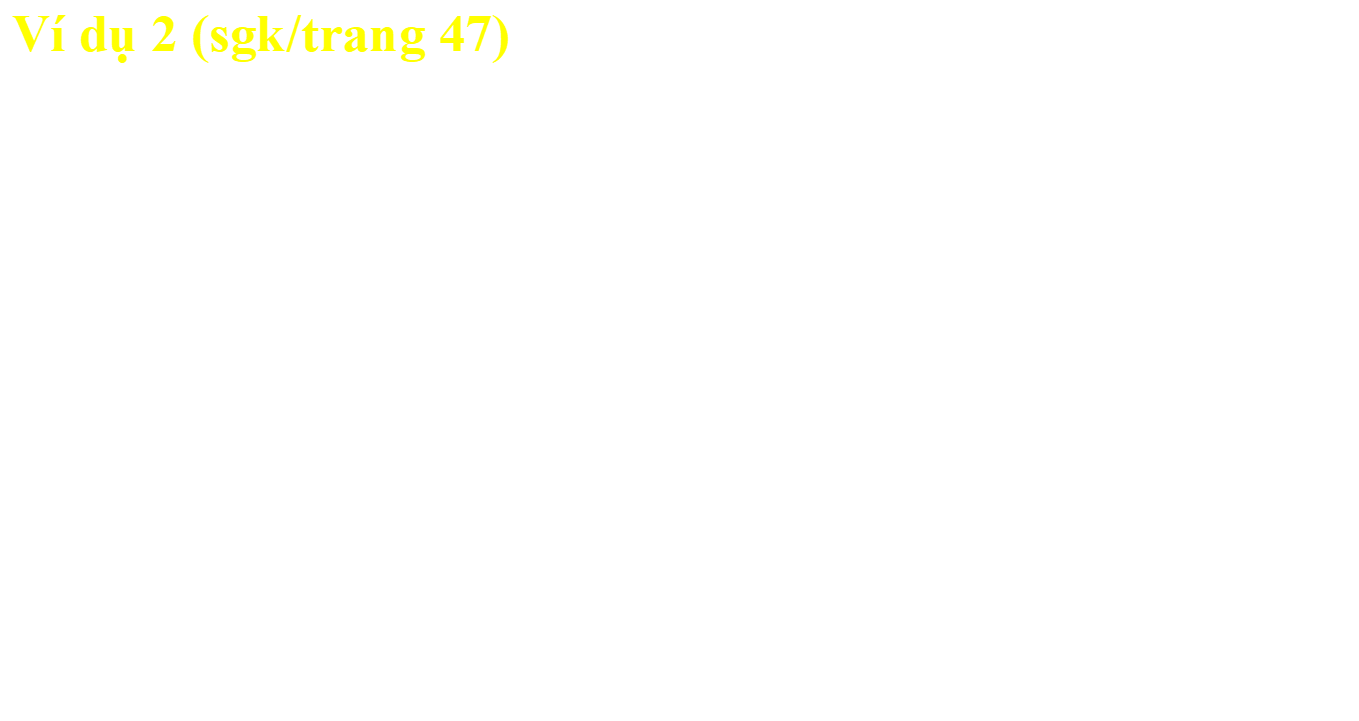 Ví dụ 2 (sgk/trang 47)